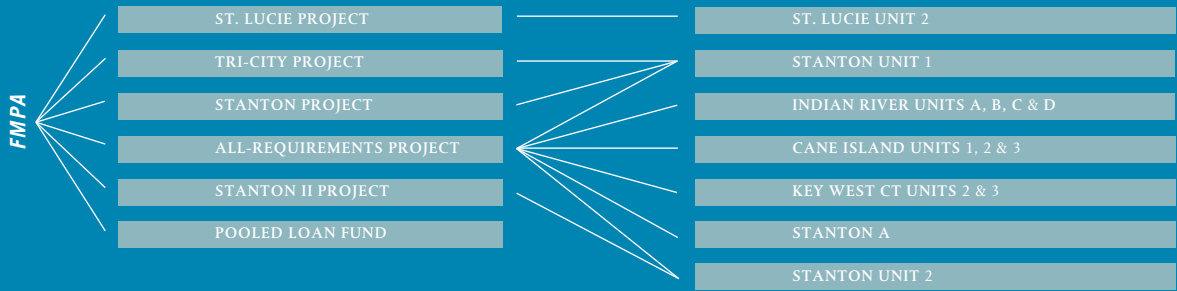 FMPA
ST. LUCIE PROJECT
TRI-CITY PROJECT
STANTON PROJECT
ALL-REQUIREMENTS PROJECT
STANTON II PROJECT
POOLED LOAN FUND
ST. LUCIE UNIT 2
STANTON UNIT 1
INDIAN RIVER UNITS A, B, C & D
CANE ISLAND UNITS 1, 2 & 3
KEY WEST CT UNITS 2 & 3
STANTON A
STANTON UNIT 2